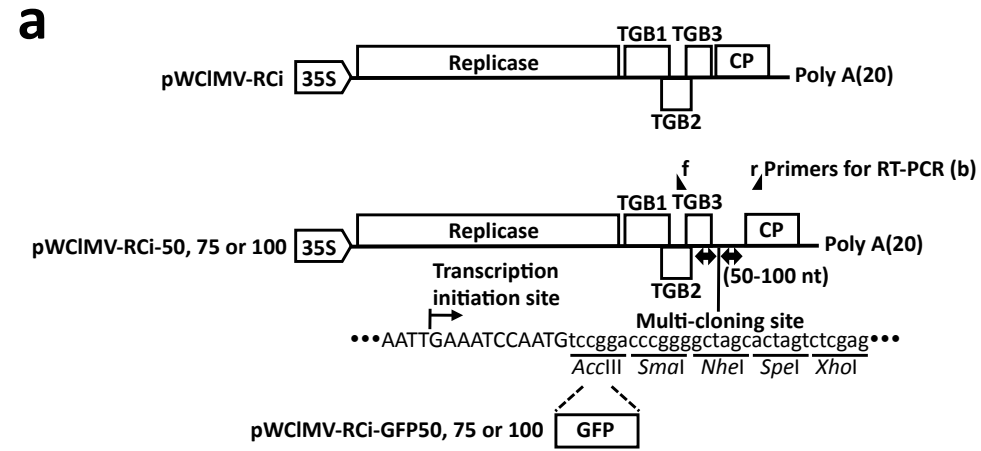 a
TGB1 TGB3
pWClMV-RCi 35S Replicase CP Poly A(20)
TGB2
f r Primers for RT-PCR (b)
TGB1 TGB3
pWClMV-RCi-50, 75 or 100 35S Replicase CP Poly A(20)
Transcription
initiation site
TGB2 (50-100 nt)
Multi-cloning site
•••AATTGAAATCCAATGtccggacccggggctagcactagtctcgag•••
AccIII SmaI NheI SpeI XhoI
pWClMV-RCi-GFP50, 75 or 100 GFP